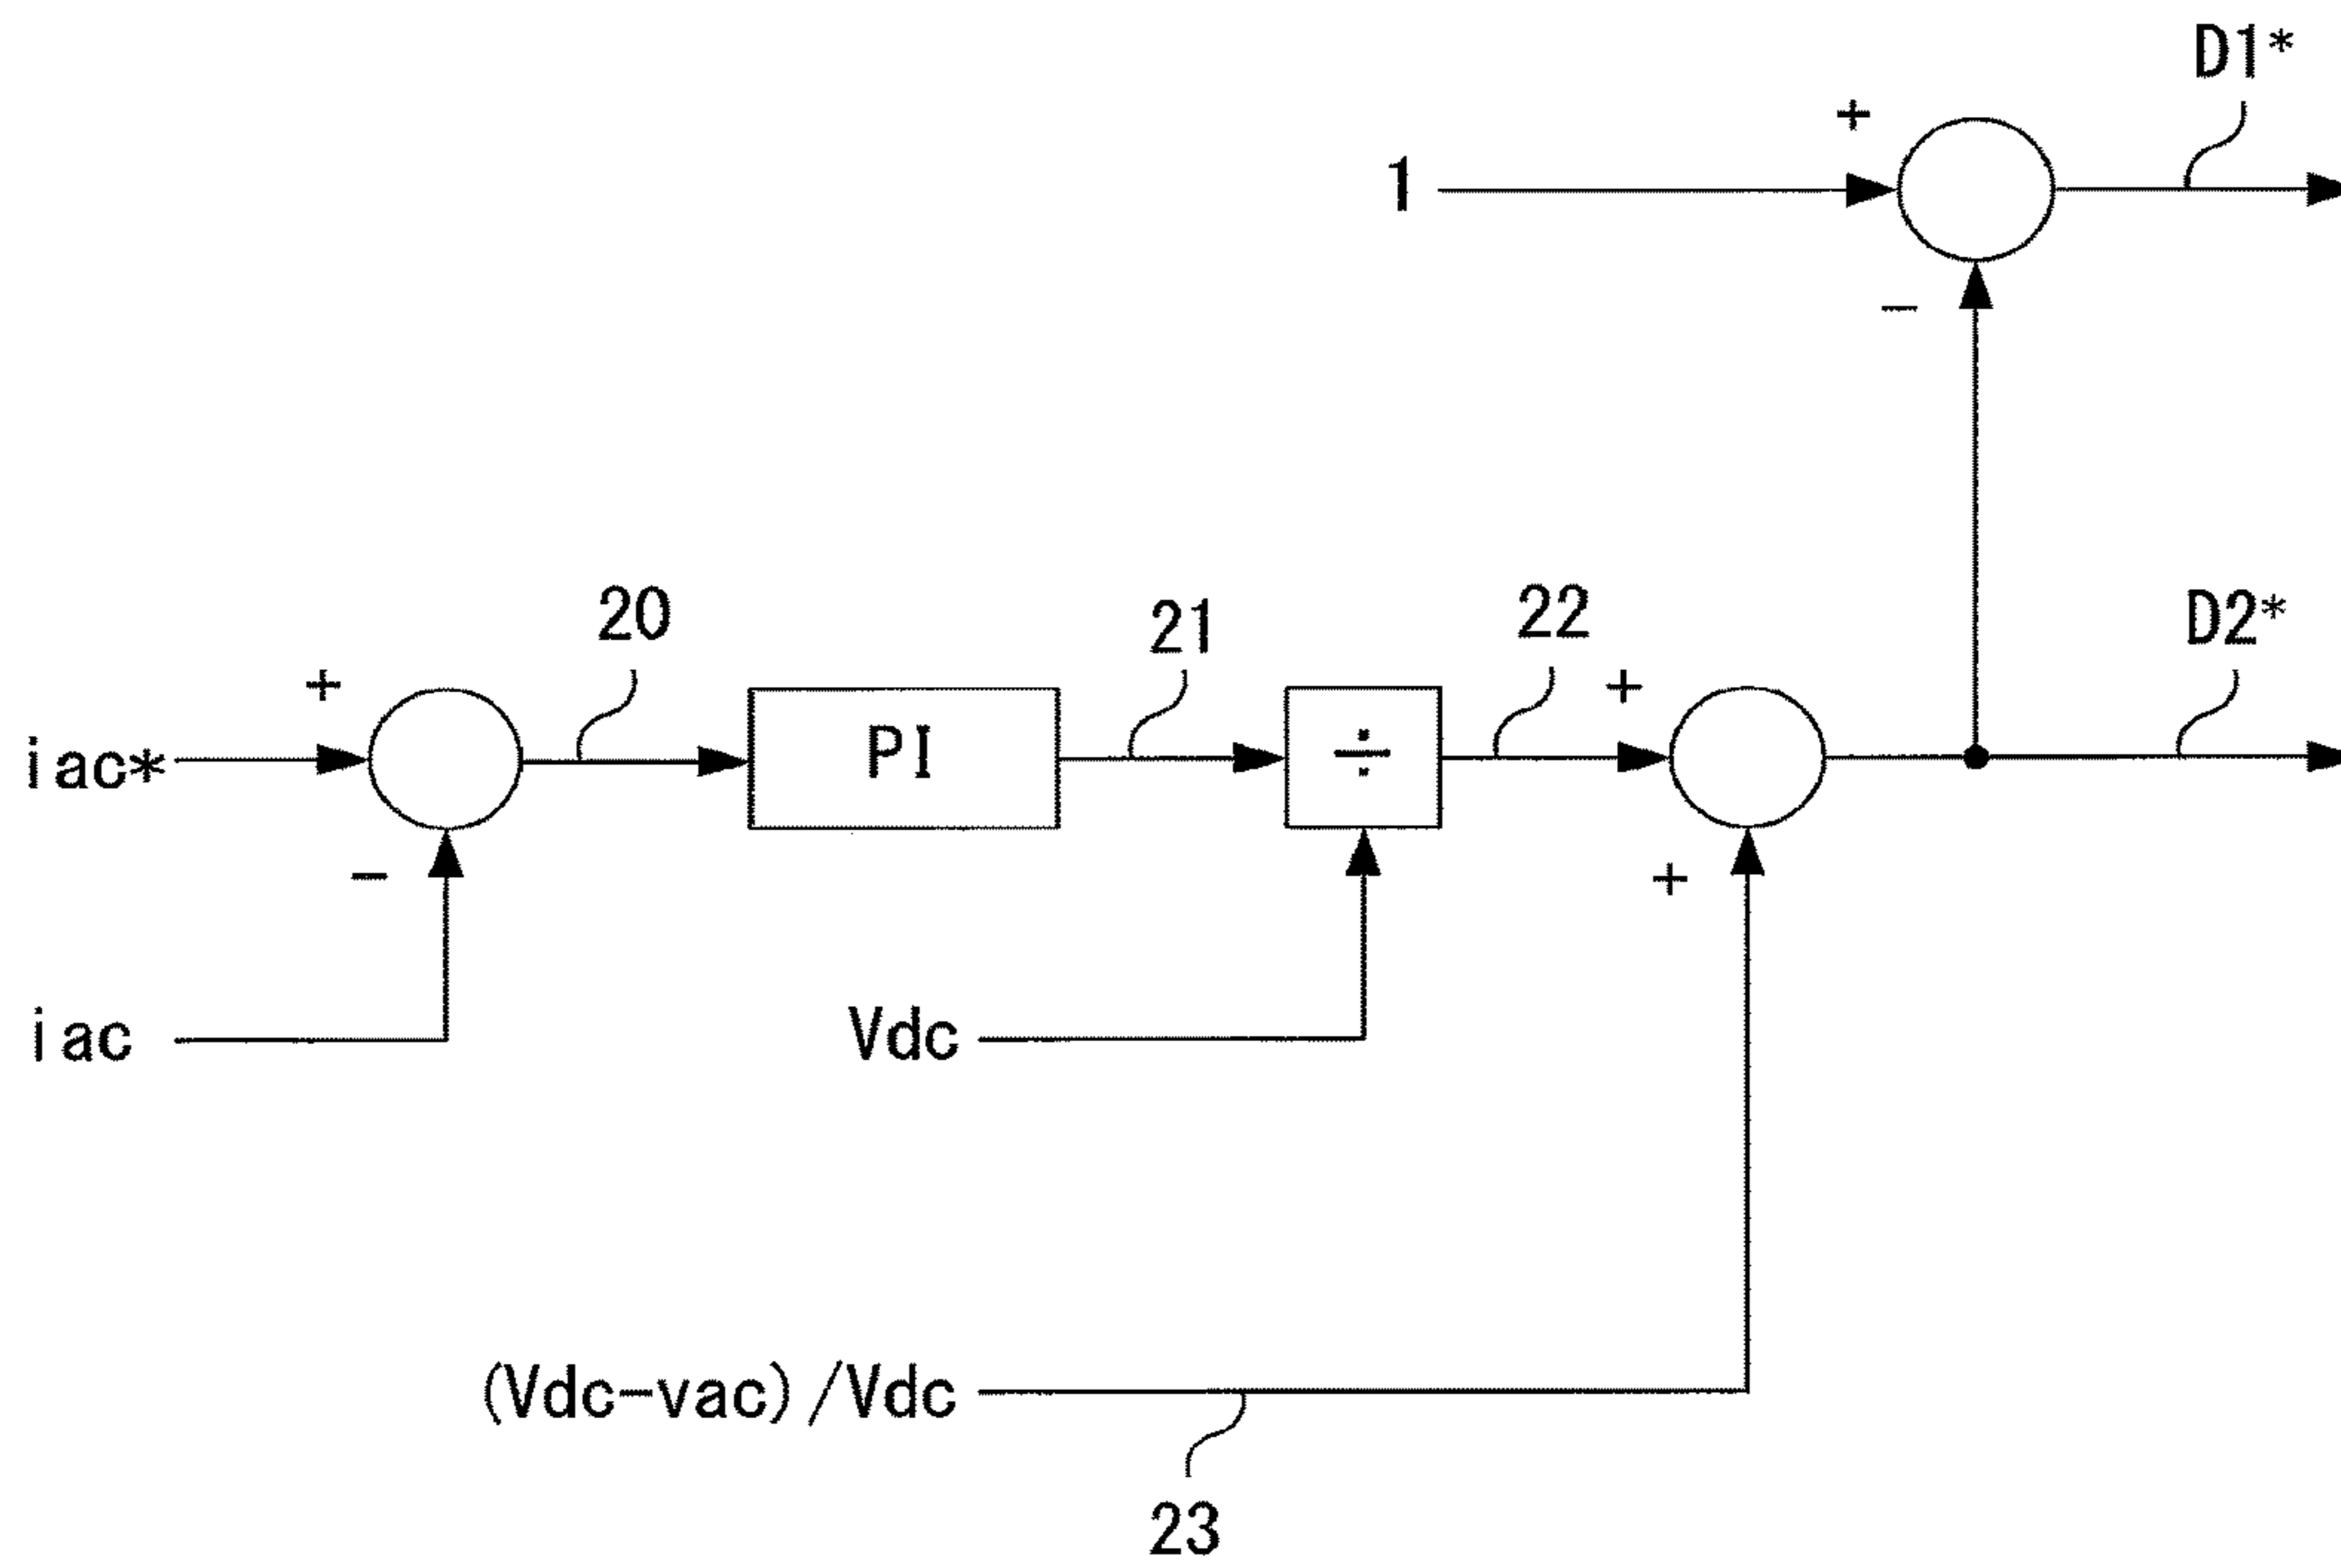 D1*
+
1
−
20
21
22
D2*
+
+
iac*
PI
÷
−
+
iac
Vdc
(Vdc-vac)/Vdc
23